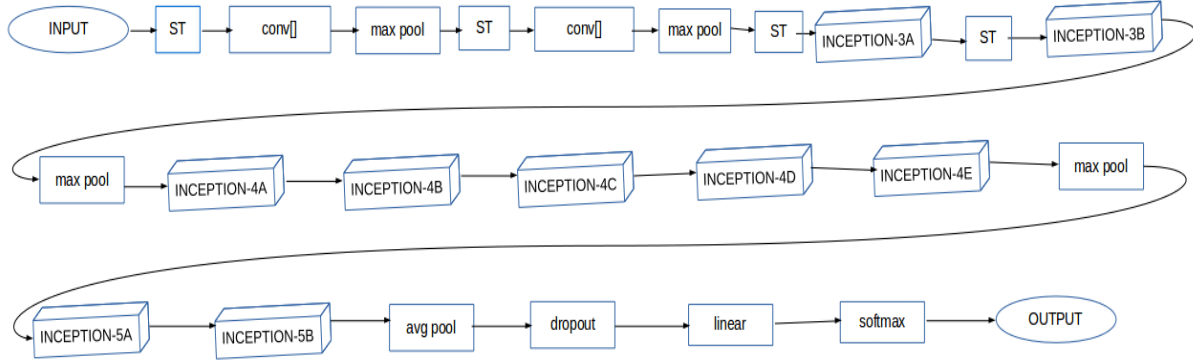 INPUT
ST
conv[]
max pool
ST
conv[]
max pool
ST
INCEPTION-3A
ST
INCEPTION-3B
max pool
INCEPTION-4A
INCEPTION-4B
INCEPTION-4C
INCEPTION-4D
INCEPTION-4E
max pool
INCEPTION-5A
INCEPTION-5B
avg pool
dropout
linear
softmax
OUTPUT